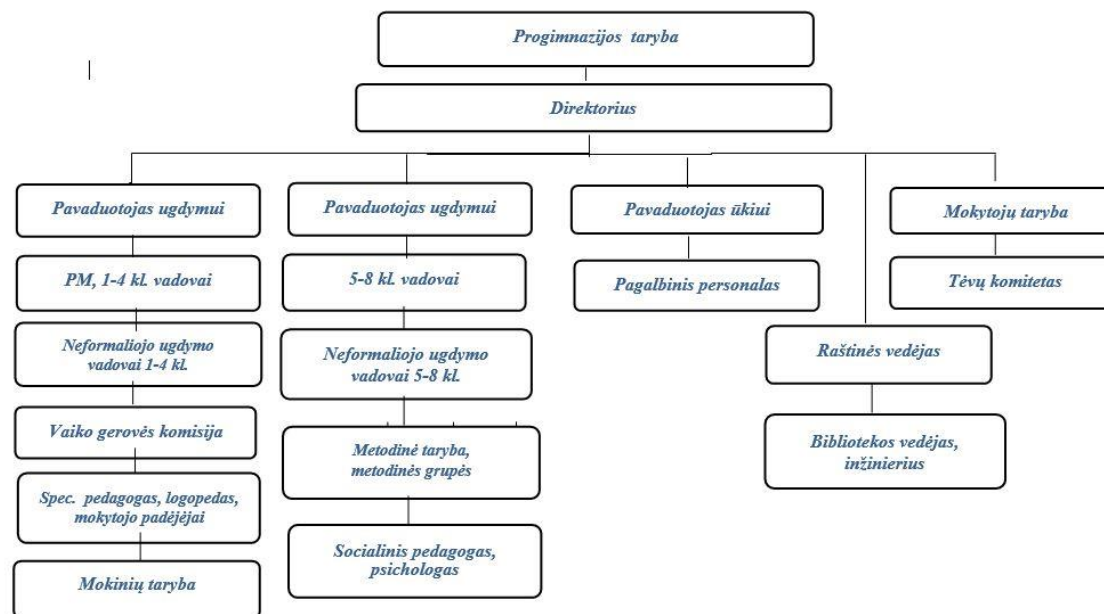 Progimnazijos taryba
Direktorius
Pavaduotojas ugdymui
PM, 1-4 kl. vadovai
Neformaliojo ugdymo
vadovai 1-4 kl.
Vaiko gerovės komisija
Spec. pedagogas, logopedas,
mokytojo padėjėjai
Mokinių taryba
Pavaduotojas ugdymui
5-8 kl. vadovai
Neformaliojo ugdymo
vadovai 5-8 kl.
Metodinė taryba,
metodinės grupės
Socialinis pedagogas,
psichologas
Pavaduotojas ūkiui
Pagalbinis personalas
Raštinės vedėjas
Bibliotekos vedėjas,
inžinierius
Mokytojų taryba
Tėvų komitetas